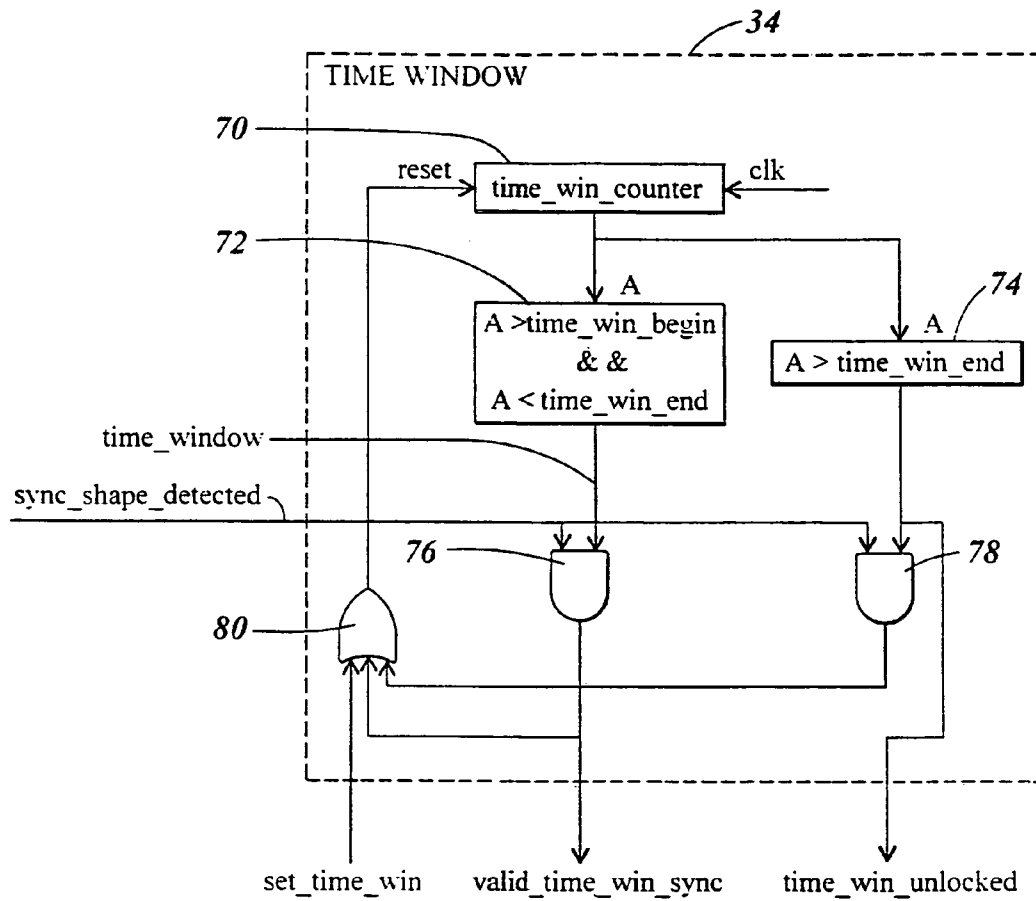 34
TIME WINDOW
70
reset
clk
time_win_counter
72
A
74
A
A >time_win_begin
& &
A < time_win_end
A > time_win_end
time_window
sync_shape_detected
76
78
80
set_time_win
valid_time_win_sync
time_win_unlocked